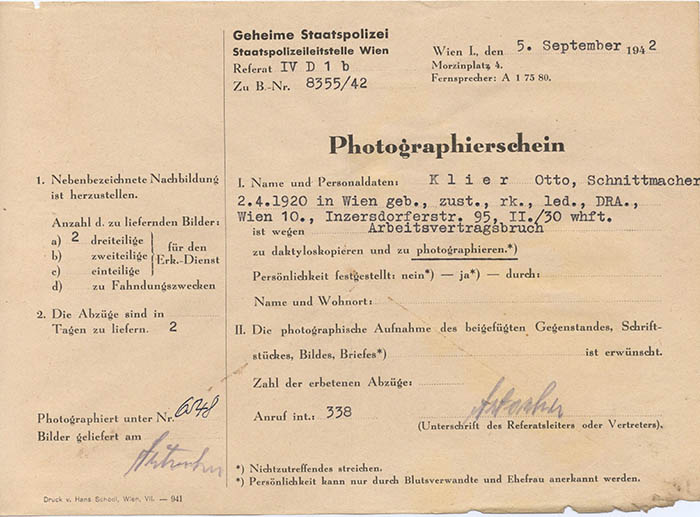 Geheime Staatspolizei
Staatspolizeileitstelle Wien
Referat IV D 1 b
Zu B.-Nr. 8355/42
Wien I., den 5. September 1942
Morzinplatz 4.
Fernsprecher: A 1 75 80.
Photographierschein
1. Nebenbezeichnete Nachbildung
ist herzustellen.
Anzahl d. zu liefernden Bilder:
a) 2 dreiteilige
b) zweiteilige
c) einteilige
für den
Erk.-Dienst
d) zu Fahndungszwecken
2. Die Abzüge sind in
Tagen zu liefern. 2
Photographiert unter Nr. 6548
Bilder geliefert am
I. Name und Personaldaten: Klier Otto, Schnittmacher
2.4.1920 in Wien geb., zust., rk., led., DRA.,
Wien 10., Inzersdorferstr. 95, II./30 whft.
ist wegen Arbeitsvertragsbruch
zu daktyloskopieren und zu photographieren.*)
Persönlichkeit festgestellt: nein*) — ja*) — durch:
Name und Wohnort:
II. Die photographische Aufnahme des beigefügten Gegenstandes, Schrift-
stückes, Bildes, Briefes*) ist erwünscht.
Zahl der erbetenen Abzüge:
Anruf int.: 338
(Unterschrift des Referatsleiters oder Vertreters).
*) Nichtzutreffendes streichen.
*) Persönlichkeit kann nur durch Blutsverwandte und Ehefrau anerkannt werden.
Druck v. Hans Schöol, Wien, VII. — 941